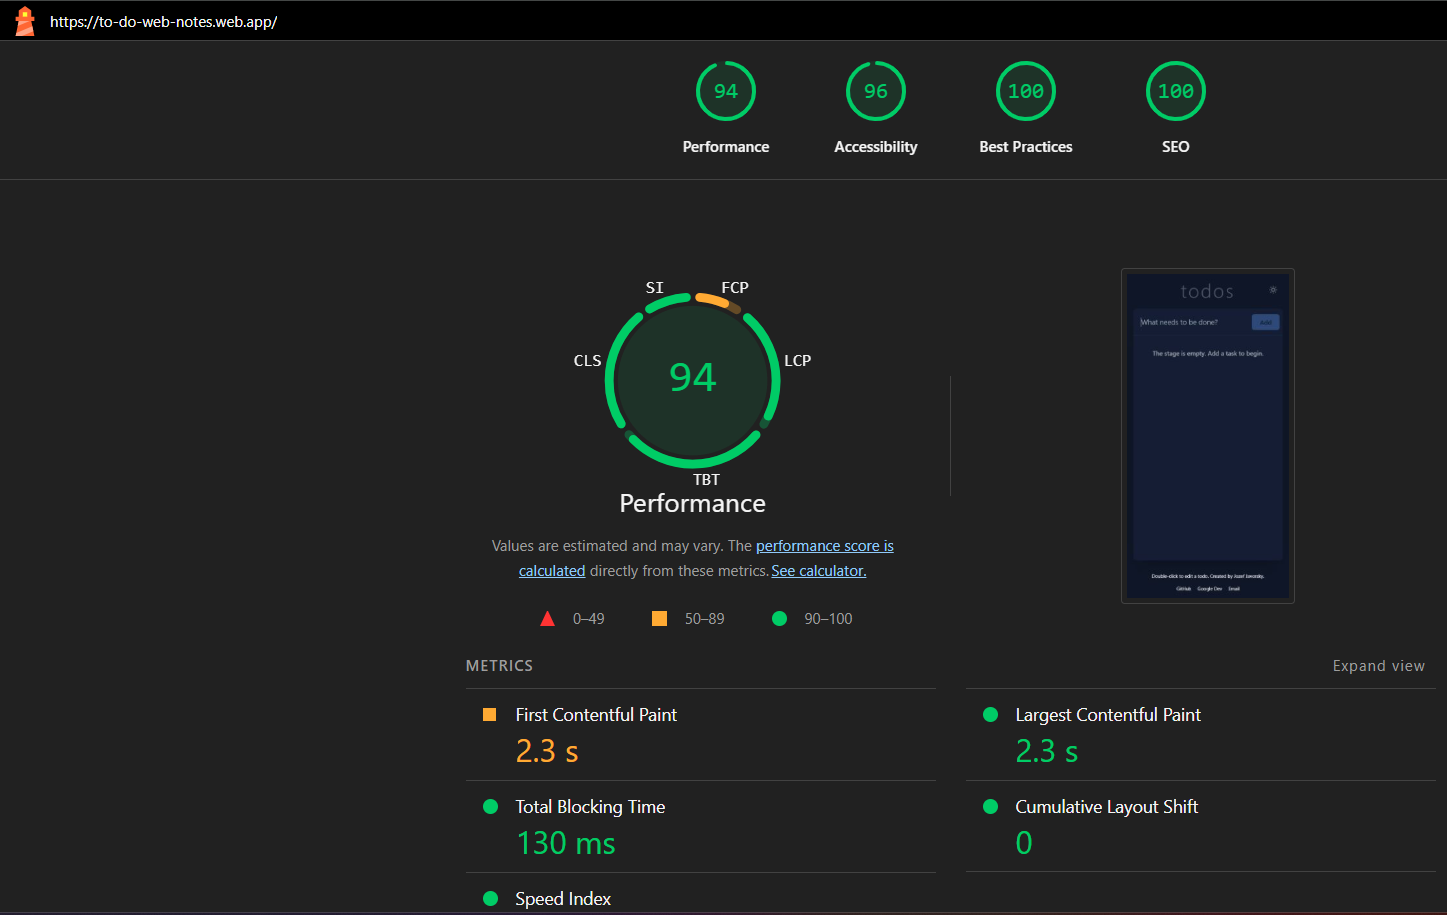 https://to-do-web-notes.web.app/
94
96
100
100
Performance
Accessibility
Best Practices
SEO
SI
FCP
CLS
LCP
94
TBT
Performance
Values are estimated and may vary. The performance score is
calculated directly from these metrics. See calculator.
0–49
50–89
90–100
todos
What needs to be done?
Add
The stage is empty. Add a task to begin.
Double-click to edit a todo. Created by Jozef Javorsky.
GitHub Google Dev Email
METRICS
Expand view
First Contentful Paint
2.3 s
Largest Contentful Paint
2.3 s
Total Blocking Time
130 ms
Cumulative Layout Shift
0
Speed Index